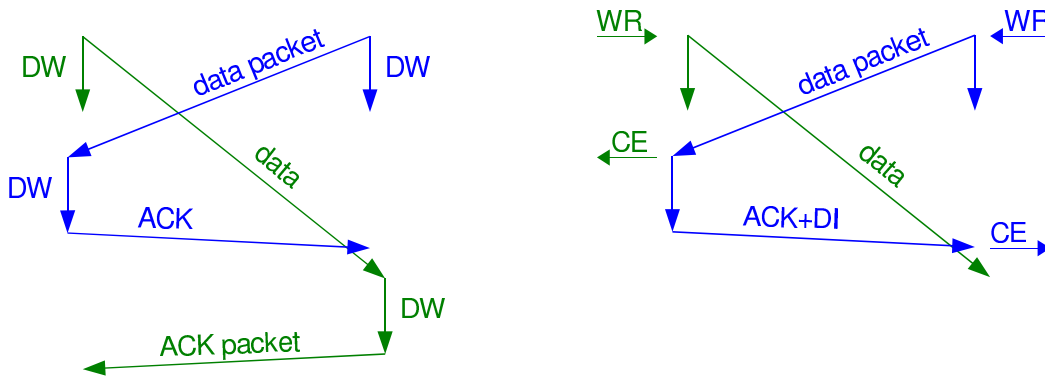 DW
data packet
DW
DW
data
ACK
DW
ACK packet
WR
data packet
WR
CE
data
ACK+DI
CE